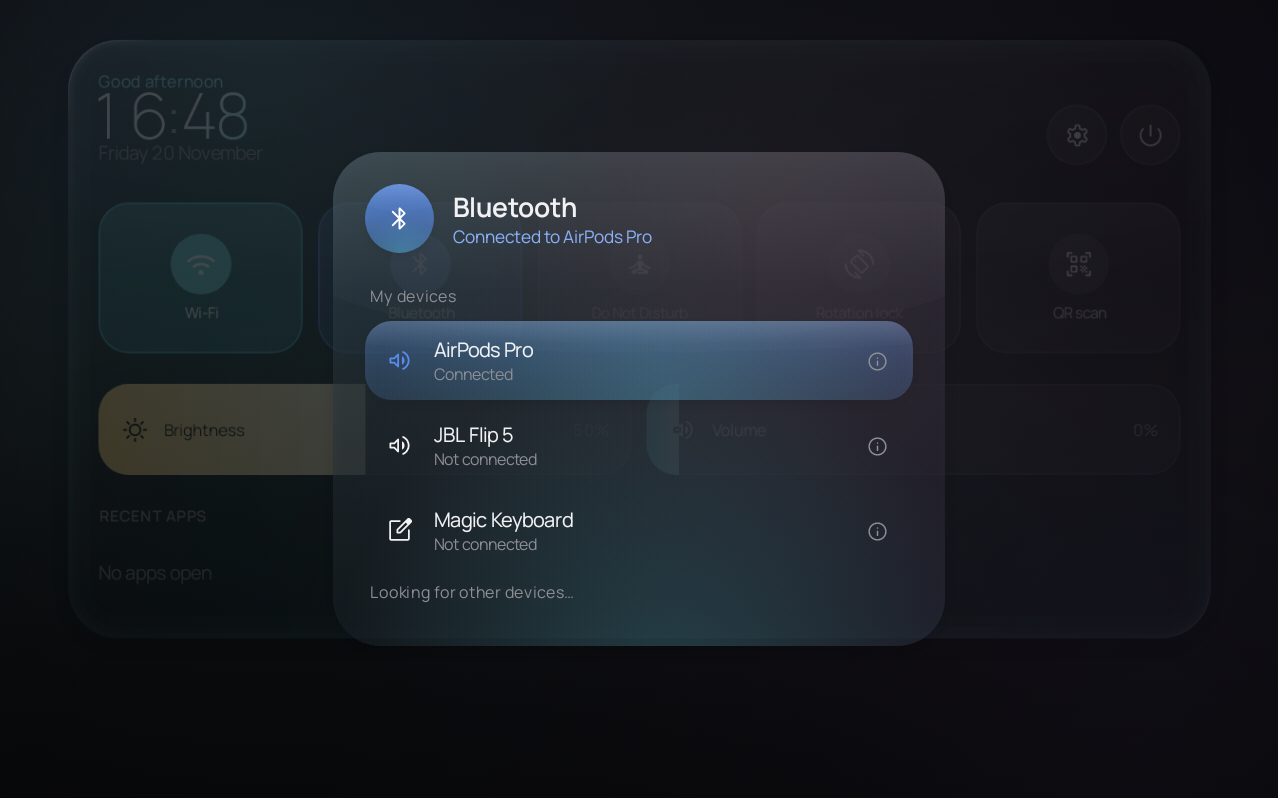 Good afternoon
16:48
Friday 20 November
Bluetooth
Connected to AirPods Pro
My devices
Wi-Fi
Bluetooth
Do Not Disturb
Rotation lock
QR scan
AirPods Pro
Connected
Brightness
50%
Volume
0%
JBL Flip 5
Not connected
RECENT APPS
Magic Keyboard
Not connected
No apps open
Looking for other devices…